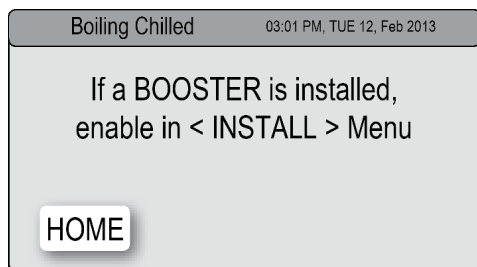 Boiling Chilled 03:01 PM, TUE 12, Feb 2013
If a BOOSTER is installed,
enable in < INSTALL > Menu
HOME